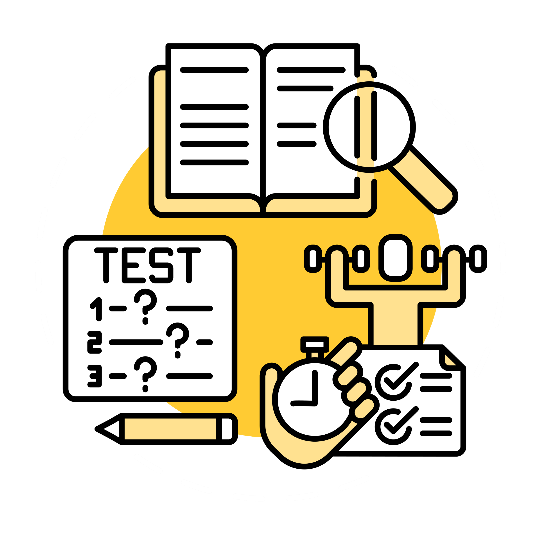 TEST
1 - ? —
2 — ? -
3 - ? —